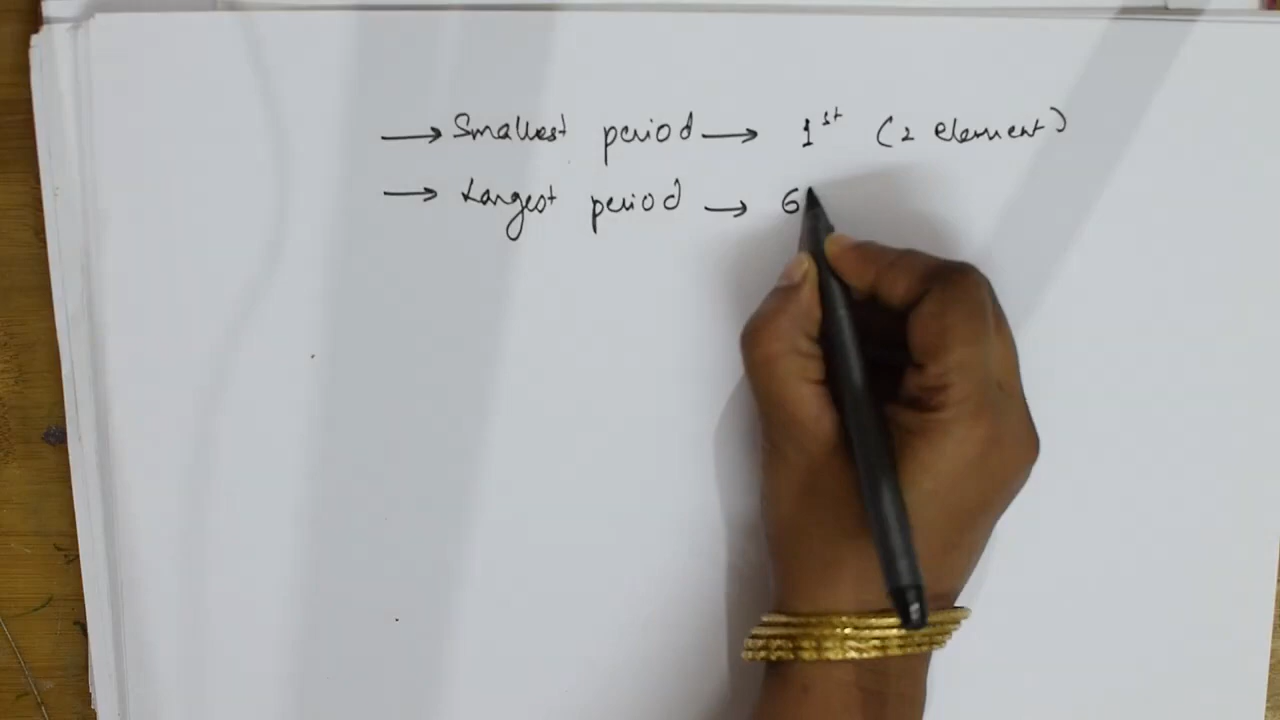 → Smallest period → 1st (2 element)
→ Largest period → 6